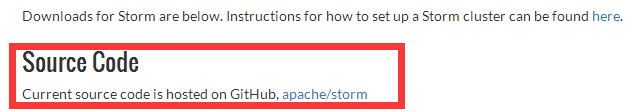 Downloads for Storm are below. Instructions for how to set up a Storm cluster can be found here.
Source Code
Current source code is hosted on GitHub, apache/storm